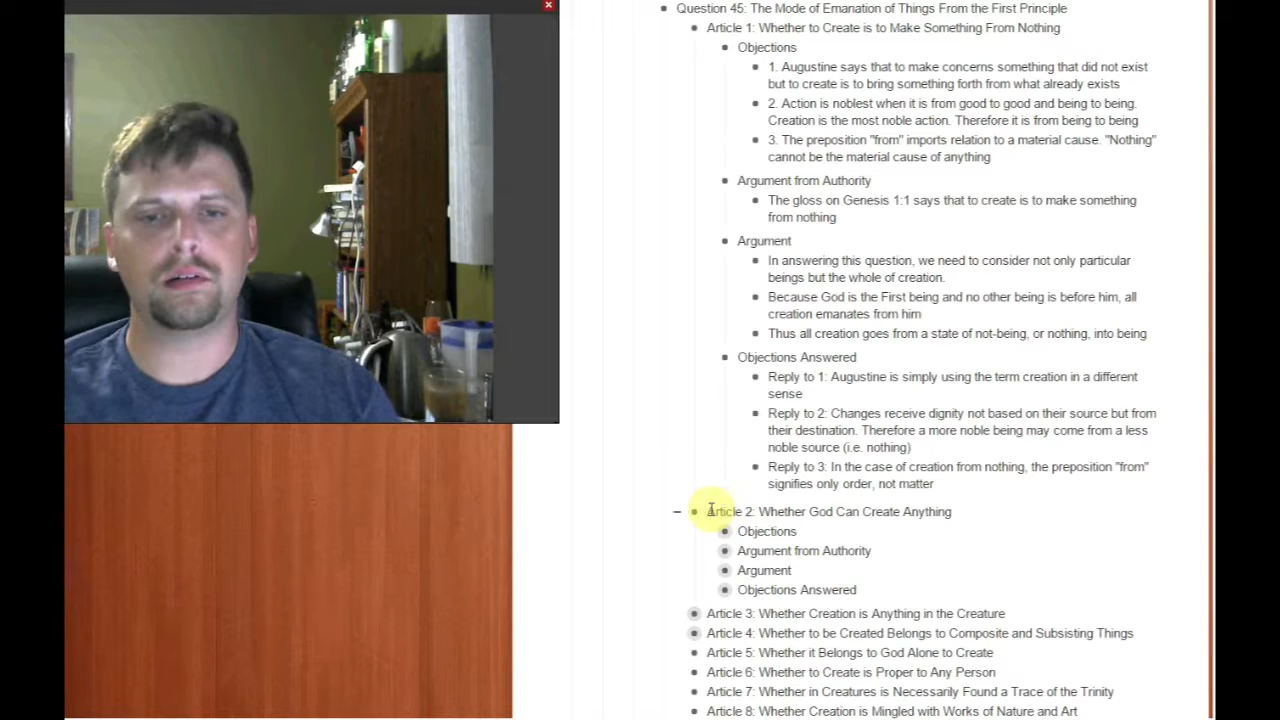 Question 45: The Mode of Emanation of Things From the First Principle
Article 1: Whether to Create is to Make Something From Nothing
Objections
1. Augustine says that to make concerns something that did not exist
but to create is to bring something forth from what already exists
2. Action is noblest when it is from good to good and being to being.
Creation is the most noble action. Therefore it is from being to being
3. The preposition "from" imports relation to a material cause. "Nothing"
cannot be the material cause of anything
Argument from Authority
The gloss on Genesis 1:1 says that to create is to make something
from nothing
Argument
In answering this question, we need to consider not only particular
beings but the whole of creation.
Because God is the First being and no other being is before him, all
creation emanates from him
Thus all creation goes from a state of not-being, or nothing, into being
Objections Answered
Reply to 1: Augustine is simply using the term creation in a different
sense
Reply to 2: Changes receive dignity not based on their source but from
their destination. Therefore a more noble being may come from a less
noble source (i.e. nothing)
Reply to 3: In the case of creation from nothing, the preposition "from"
signifies only order, not matter
Article 2: Whether God Can Create Anything
Objections
Argument from Authority
Argument
Objections Answered
Article 3: Whether Creation is Anything in the Creature
Article 4: Whether to be Created Belongs to Composite and Subsisting Things
Article 5: Whether it Belongs to God Alone to Create
Article 6: Whether to Create is Proper to Any Person
Article 7: Whether in Creatures is Necessarily Found a Trace of the Trinity
Article 8: Whether Creation is Mingled with Works of Nature and Art